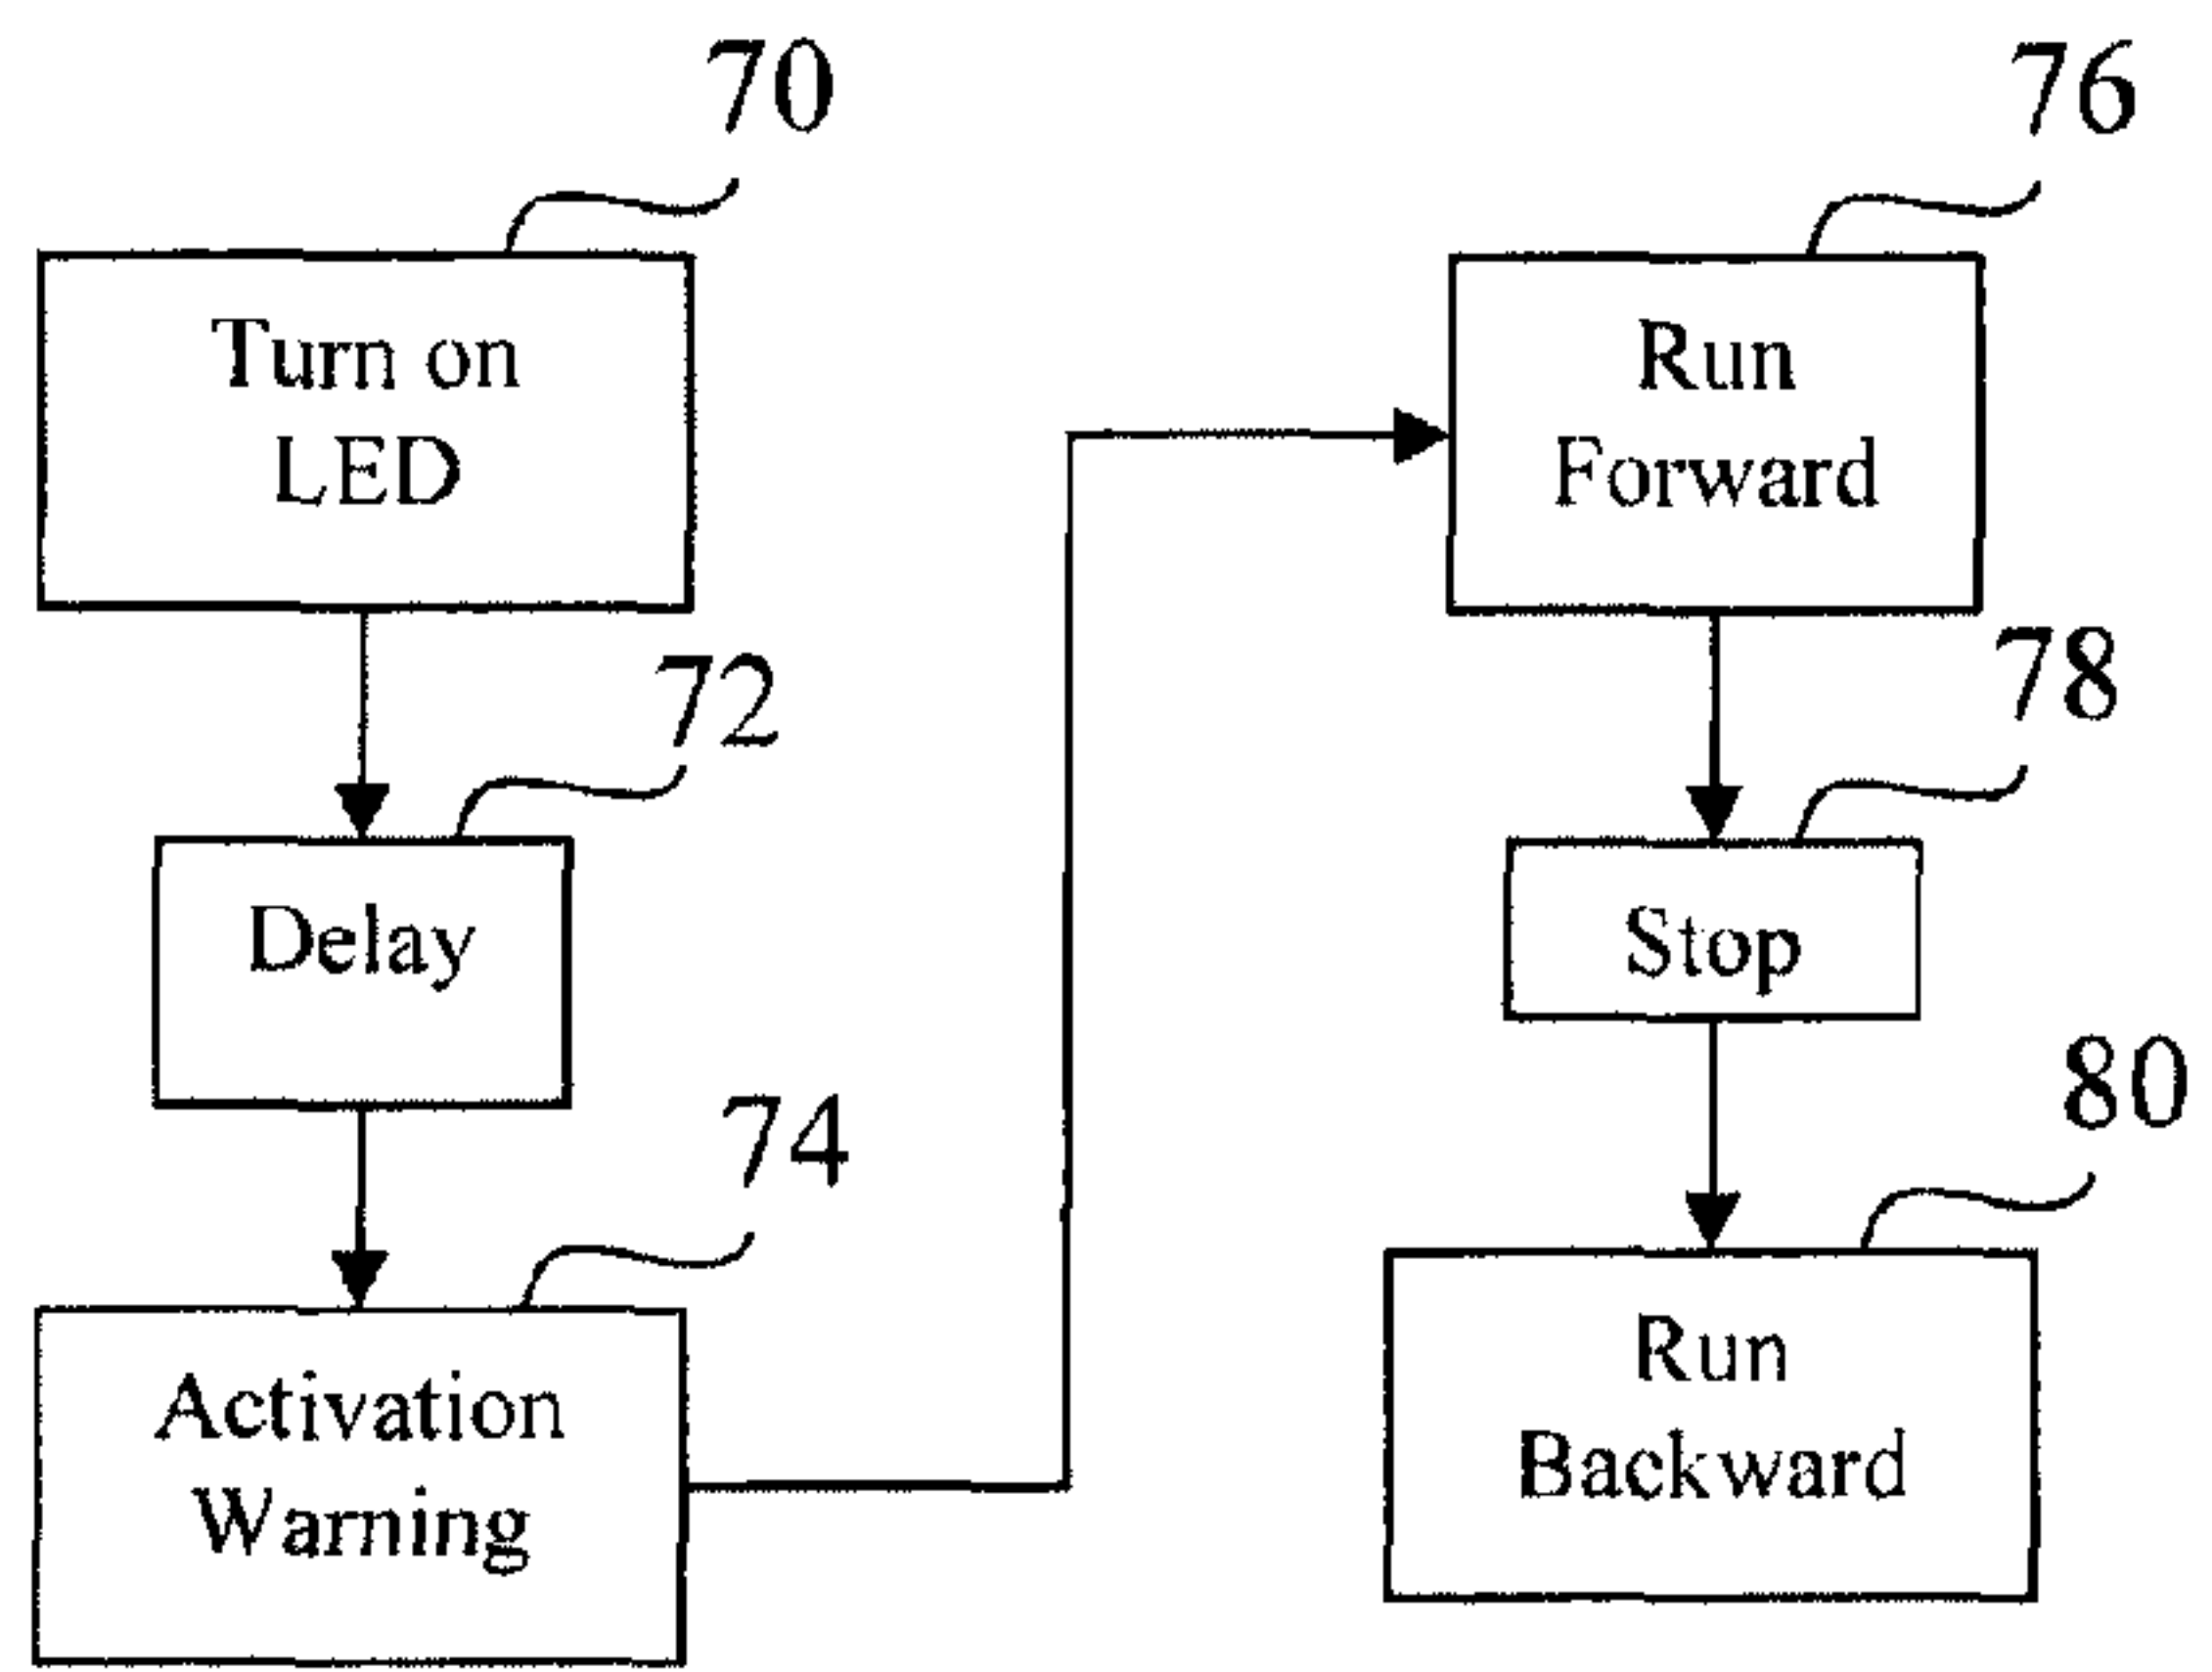 70
Turn on
LED
72
Delay
74
Activation
Warning
76
Run
Forward
78
Stop
80
Run
Backward